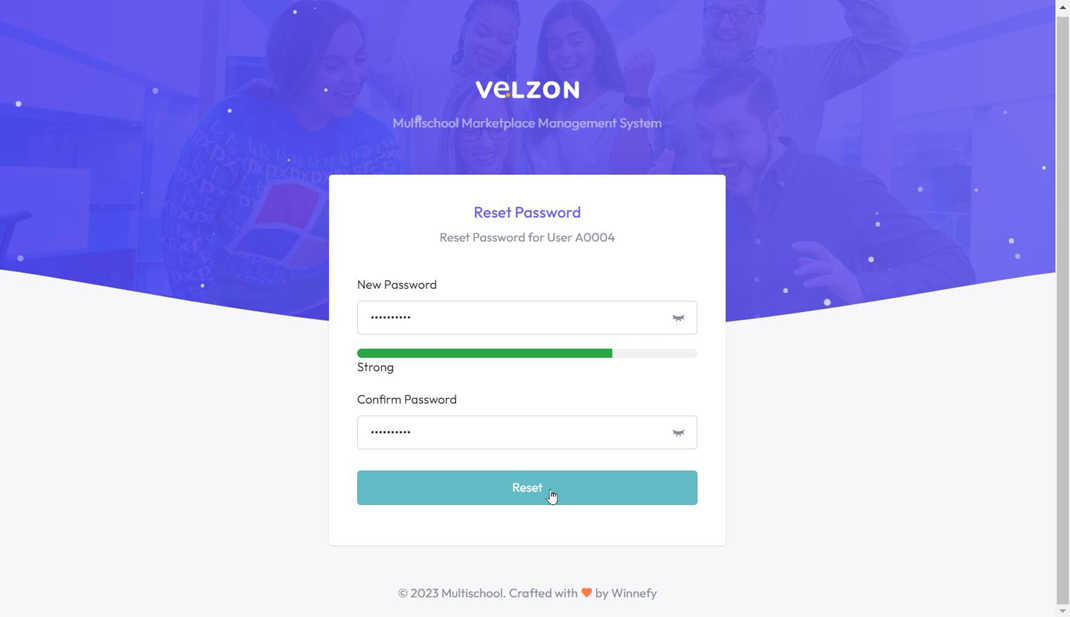 VELZON
Multischool Marketplace Management System
Reset Password
Reset Password for User A0004
New Password
••••••••••
Strong
Confirm Password
••••••••••
Reset
© 2023 Multischool. Crafted with 🧡 by Winnefy